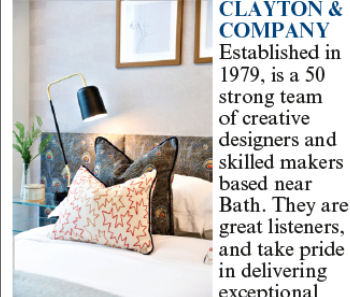 CLAYTON &
COMPANY
Established in
1979, is a 50
strong team
of creative
designers and
skilled makers
based near
Bath. They are
great listeners,
and take pride
in delivering
exceptional